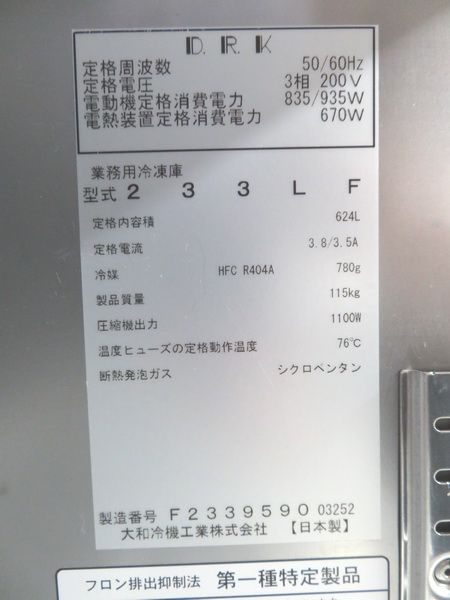 D. R. K
定格周波数 50/60Hz
定格電圧 3相 200V
電動機定格消費電力 835/935W
電熱装置定格消費電力 670W
業務用冷凍庫
型式 2 3 3 L F
定格内容積 624L
定格電流 3.8/3.5A
冷媒 HFC R404A 780g
製品質量 115kg
圧縮機出力 1100W
温度ヒューズの定格動作温度 76℃
断熱発泡ガス シクロペンタン
製造番号 F2339590 03252
大和冷機工業株式会社 【日本製】
フロン排出抑制法 第一種特定製品